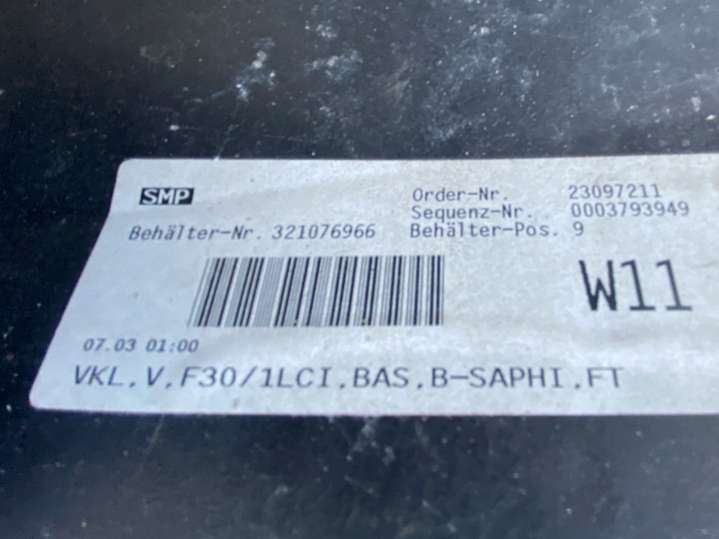 SMP
Order-Nr. 23097211
Sequenz-Nr. 0003793949
Behälter-Nr. 321076966 Behälter-Pos. 9
W11
07.03 01:00
VKL.V.F30/1LCI.BAS.B-SAPHI.FT